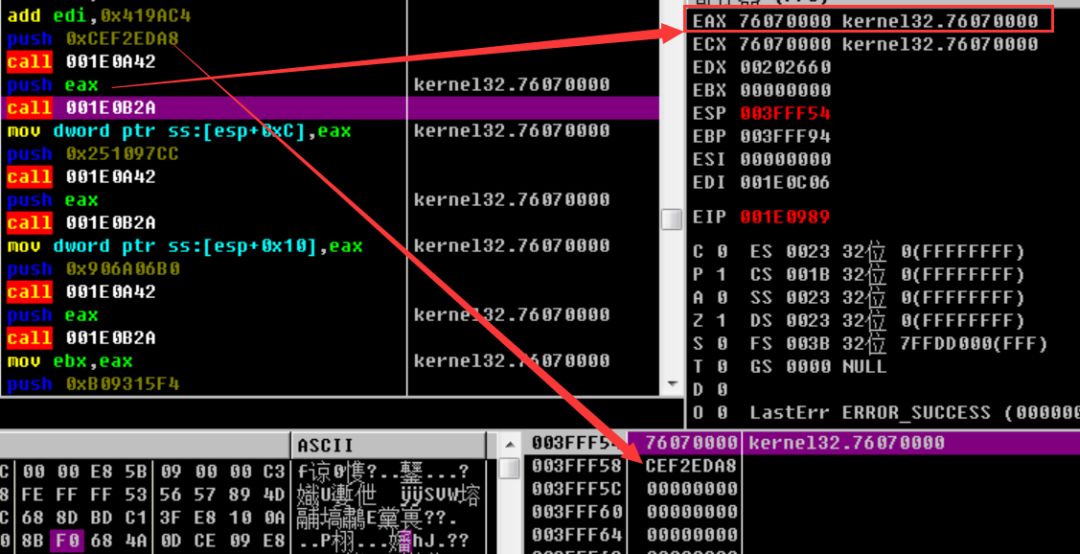 add edi,0x419AC4
push 0xCEF2EDA8
call 001E0A42
push eax kernel32.76070000
call 001E0B2A
mov dword ptr ss:[esp+0xC],eax kernel32.76070000
push 0x251097CC
call 001E0A42
push eax kernel32.76070000
call 001E0B2A
mov dword ptr ss:[esp+0x10],eax kernel32.76070000
push 0x906A06B0
call 001E0A42
push eax kernel32.76070000
call 001E0B2A
mov ebx,eax kernel32.76070000
push 0xB09315F4
EAX 76070000 kernel32.76070000
ECX 76070000 kernel32.76070000
EDX 00202660
EBX 00000000
ESP 003FFF54
EBP 003FFF94
ESI 00000000
EDI 001E0C06
EIP 001E0989
C 0 ES 0023 32位 0(FFFFFFFF)
P 1 CS 001B 32位 0(FFFFFFFF)
A 0 SS 0023 32位 0(FFFFFFFF)
Z 1 DS 0023 32位 0(FFFFFFFF)
S 0 FS 003B 32位 7FFDD000(FFF)
T 0 GS 0000 NULL
D 0
O 0 LastErr ERROR_SUCCESS (000000
ASCII
C 00 00 E8 5B 09 00 00 C3
8 FE FF FF 53 56 57 89 4D
C 68 8D BD C1 3F E8 10 0A
0 8B F0 68 4A 0D CE 09 E8
003FFF54 76070000 kernel32.76070000
003FFF58 CEF2EDA8
003FFF5C 00000000
003FFF60 00000000
003FFF64 00000000